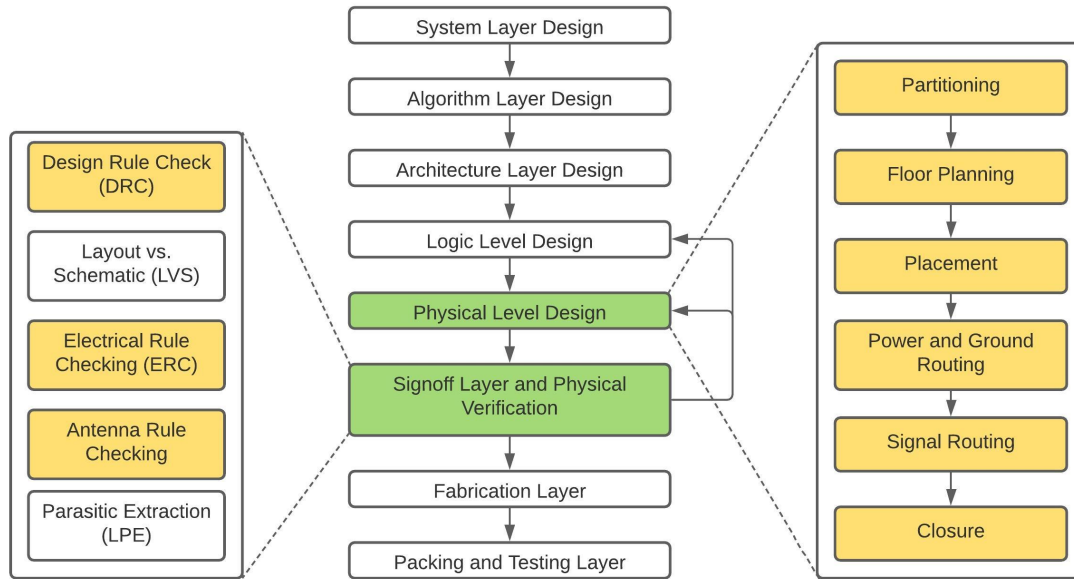 System Layer Design
Algorithm Layer Design
Architecture Layer Design
Logic Level Design
Physical Level Design
Signoff Layer and Physical
Verification
Fabrication Layer
Packing and Testing Layer
Design Rule Check
(DRC)
Layout vs.
Schematic (LVS)
Electrical Rule
Checking (ERC)
Antenna Rule
Checking
Parasitic Extraction
(LPE)
Partitioning
Floor Planning
Placement
Power and Ground
Routing
Signal Routing
Closure